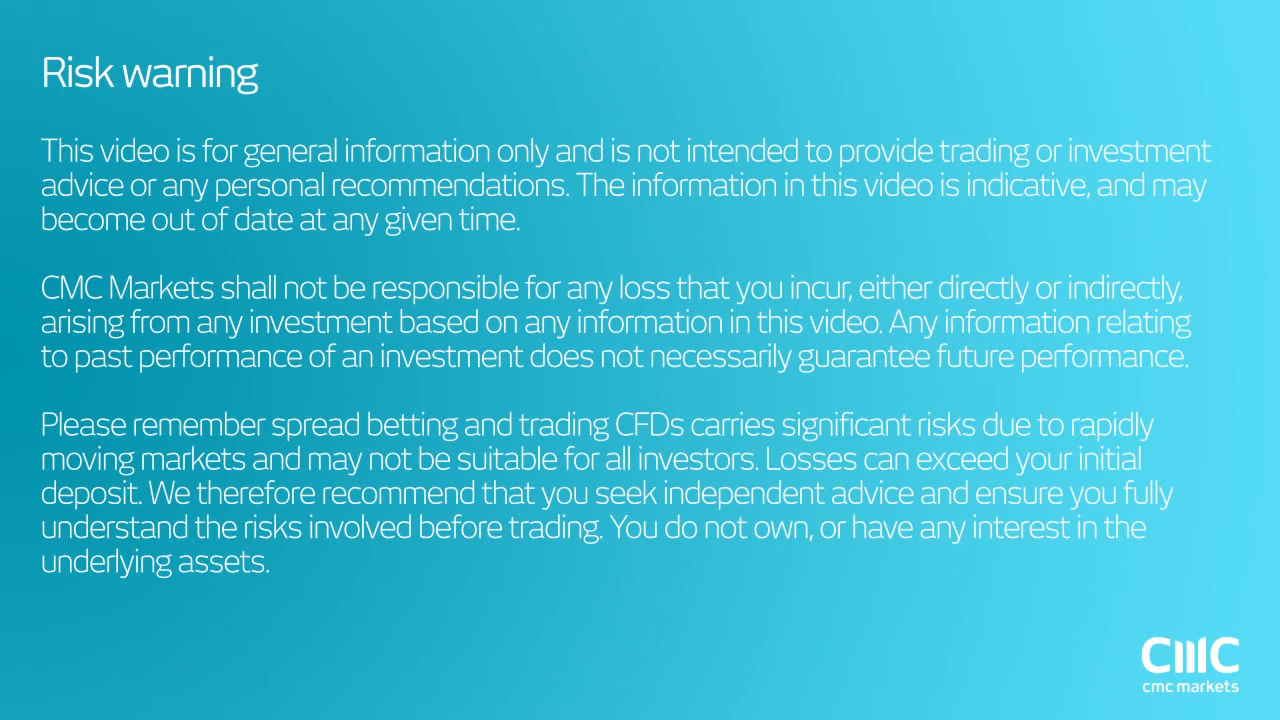 Risk warning
This video is for general information only and is not intended to provide trading or investment
advice or any personal recommendations. The information in this video is indicative, and may
become out of date at any given time.
CMC Markets shall not be responsible for any loss that you incur, either directly or indirectly,
arising from any investment based on any information in this video. Any information relating
to past performance of an investment does not necessarily guarantee future performance.
Please remember spread betting and trading CFDs carries significant risks due to rapidly
moving markets and may not be suitable for all investors. Losses can exceed your initial
deposit. We therefore recommend that you seek independent advice and ensure you fully
understand the risks involved before trading. You do not own, or have any interest in the
underlying assets.
CMC
cmc markets